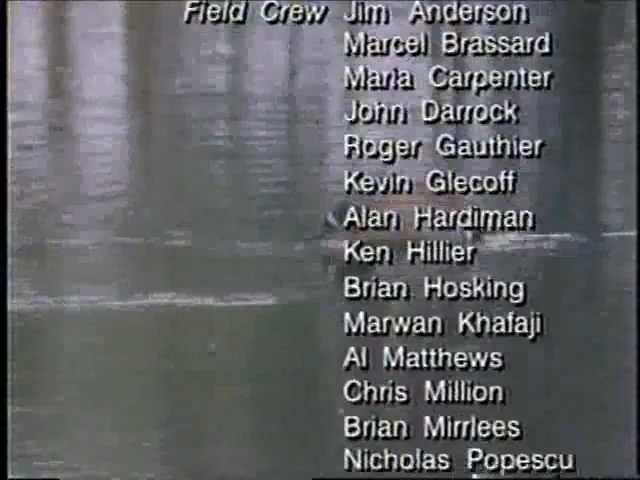 Field Crew Jim Anderson
Marcel Brassard
Maria Carpenter
John Darrock
Roger Gauthier
Kevin Glecoff
Alan Hardiman
Ken Hillier
Brian Hosking
Marwan Khafaji
Al Matthews
Chris Million
Brian Mirrlees
Nicholas Popescu